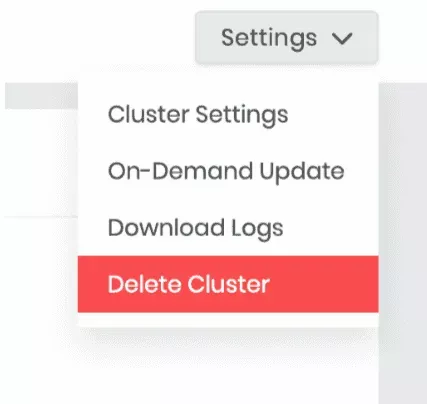 Settings
Cluster Settings
On-Demand Update
Download Logs
Delete Cluster